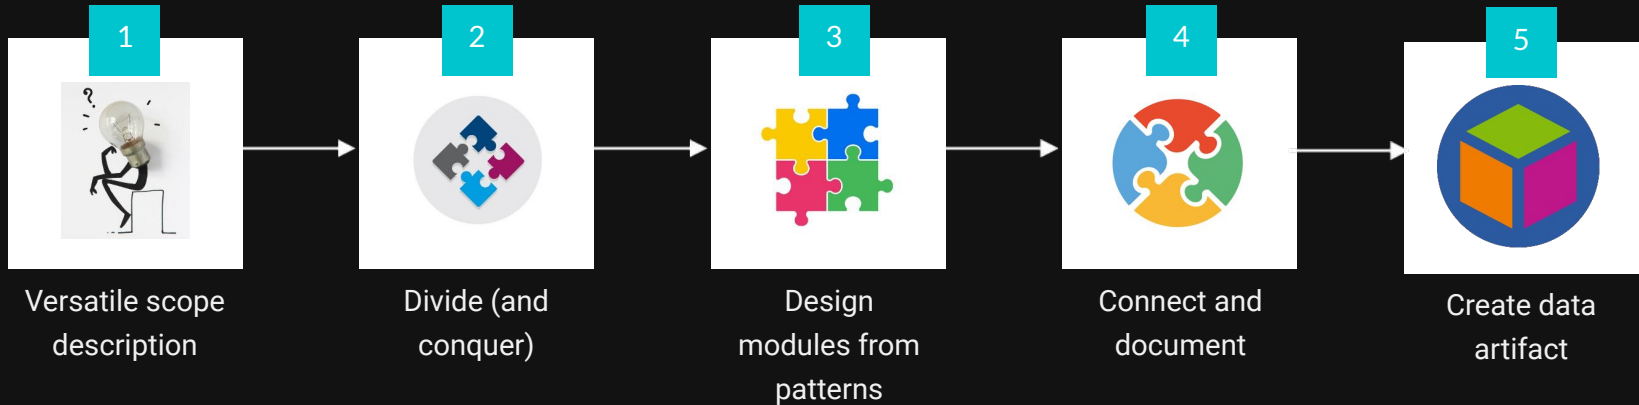 1
Versatile scope
description
2
Divide (and
conquer)
3
Design
modules from
patterns
4
Connect and
document
5
Create data
artifact
?